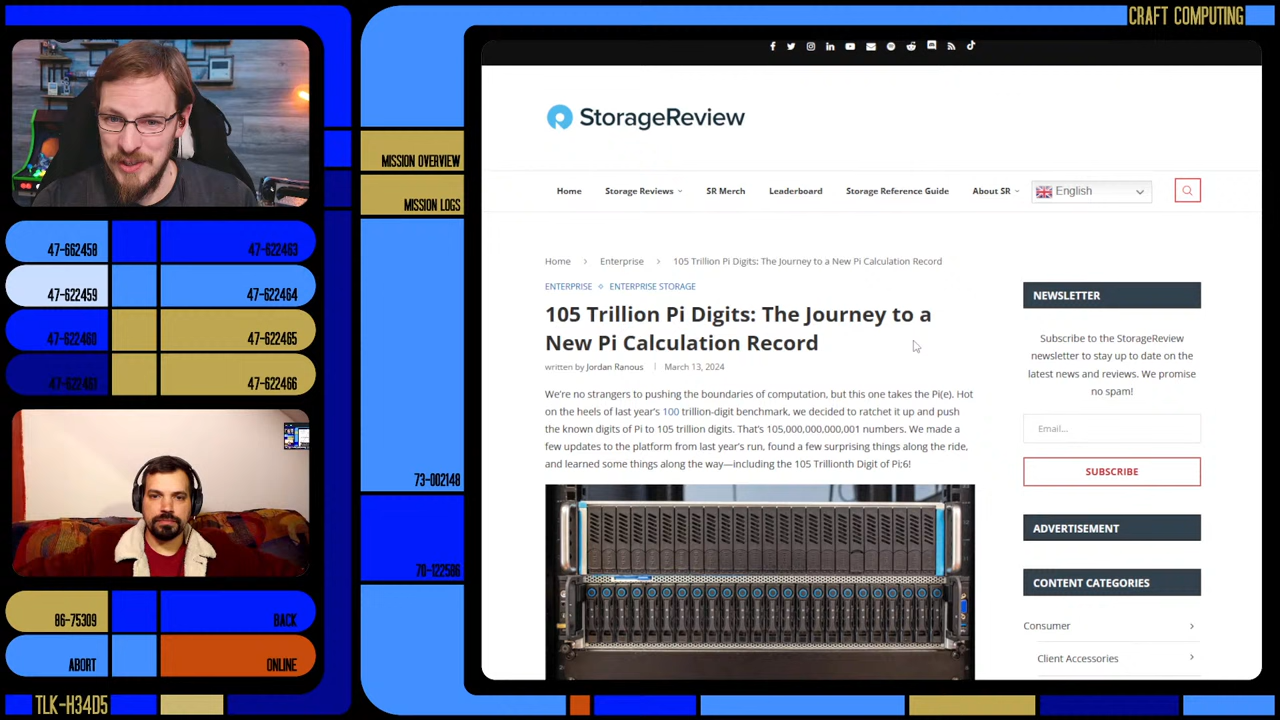 CRAFT COMPUTING
MISSION OVERVIEW
MISSION LOGS
47-662458
47-622463
47-622459
47-622464
47-622460
47-622465
47-622461
47-622466
73-002148
70-122586
86-75309
BACK
ABORT
ONLINE
TLK-H34D5
StorageReview
Home
Storage Reviews
SR Merch
Leaderboard
Storage Reference Guide
About SR
English
Home > Enterprise > 105 Trillion Pi Digits: The Journey to a New Pi Calculation Record
ENTERPRISE ENTERPRISE STORAGE
105 Trillion Pi Digits: The Journey to a
New Pi Calculation Record
written by Jordan Ranous | March 13, 2024
We're no strangers to pushing the boundaries of computation, but this one takes the Pi(e). Hot
on the heels of last year's 100 trillion-digit benchmark, we decided to ratchet it up and push
the known digits of Pi to 105 trillion digits. That's 105,000,000,000,001 numbers. We made a
few updates to the platform from last year's run, found a few surprising things along the ride,
and learned some things along the way—including the 105 Trillionth Digit of Pi;6!
NEWSLETTER
Subscribe to the StorageReview
newsletter to stay up to date on the
latest news and reviews. We promise
no spam!
Email...
SUBSCRIBE
ADVERTISEMENT
CONTENT CATEGORIES
Consumer
Client Accessories